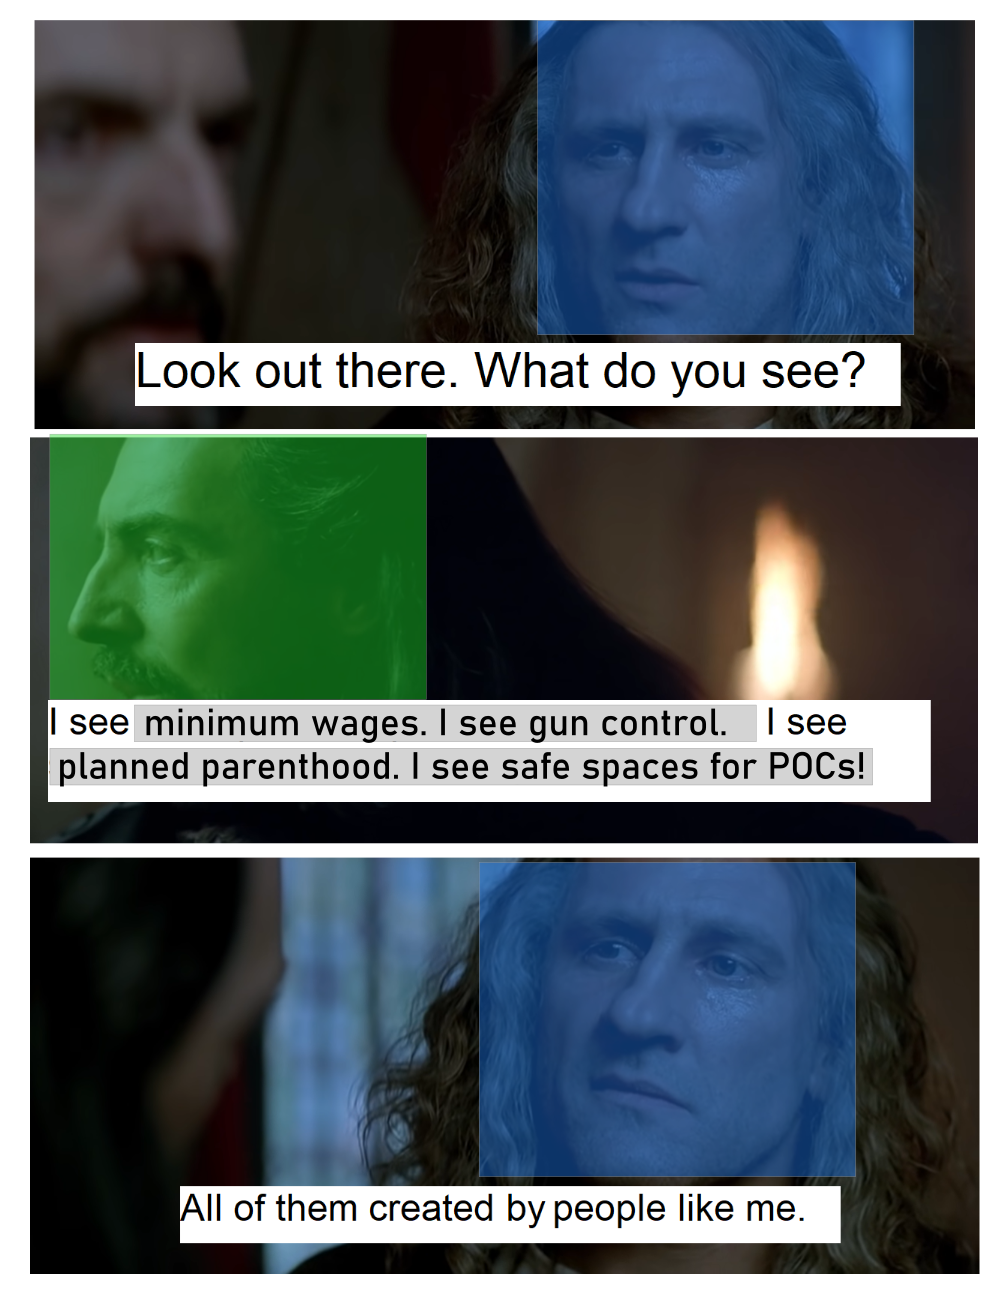 Look out there. What do you see?
I see minimum wages. I see gun control. I see
planned parenthood. I see safe spaces for POCs!
All of them created by people like me.